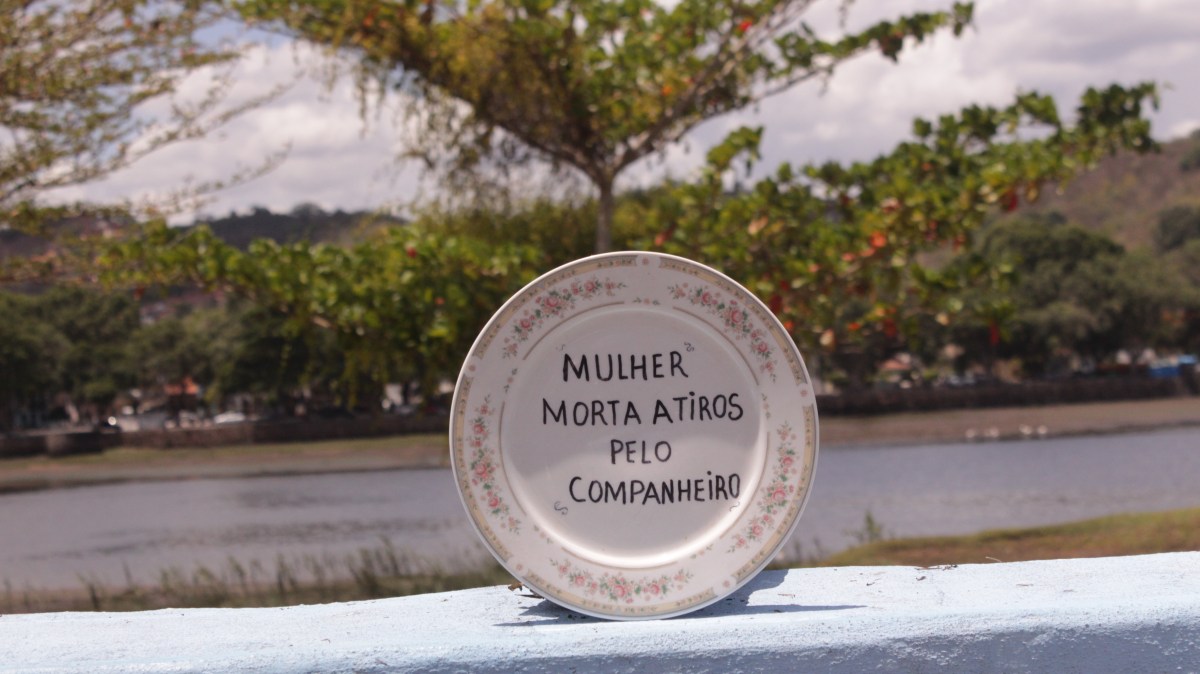 MULHER
MORTA A TIROS
PELO
COMPANHEIRO